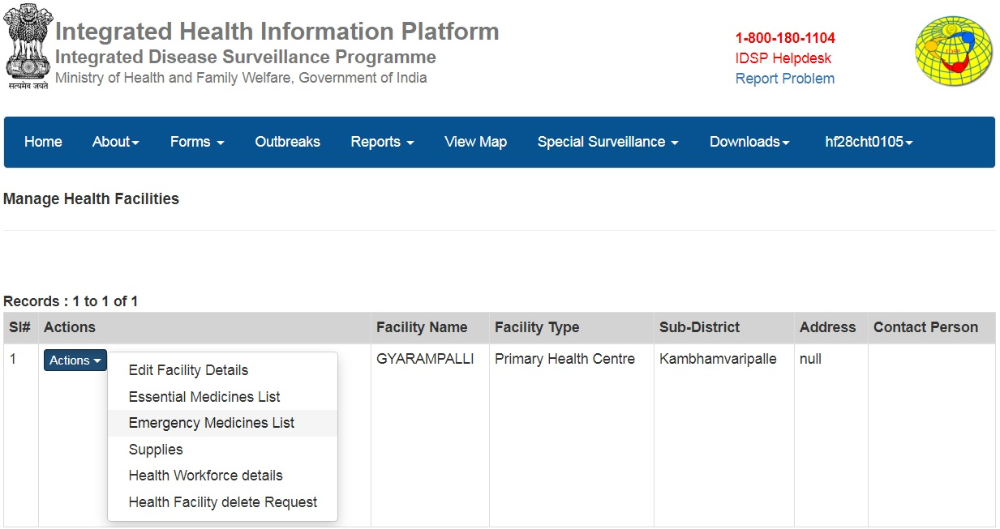 Integrated Health Information Platform
Integrated Disease Surveillance Programme
Ministry of Health and Family Welfare, Government of India
सत्यमेव जयते
1-800-180-1104
IDSP Helpdesk
Report Problem
IDSP
Home About Forms Outbreaks Reports View Map Special Surveillance Downloads hf28cht0105
Manage Health Facilities
Records : 1 to 1 of 1
Sl# Actions Facility Name Facility Type Sub-District Address Contact Person
1 Actions GYARAMPALLI Primary Health Centre Kambhamvaripalle null
Edit Facility Details
Essential Medicines List
Emergency Medicines List
Supplies
Health Workforce details
Health Facility delete Request